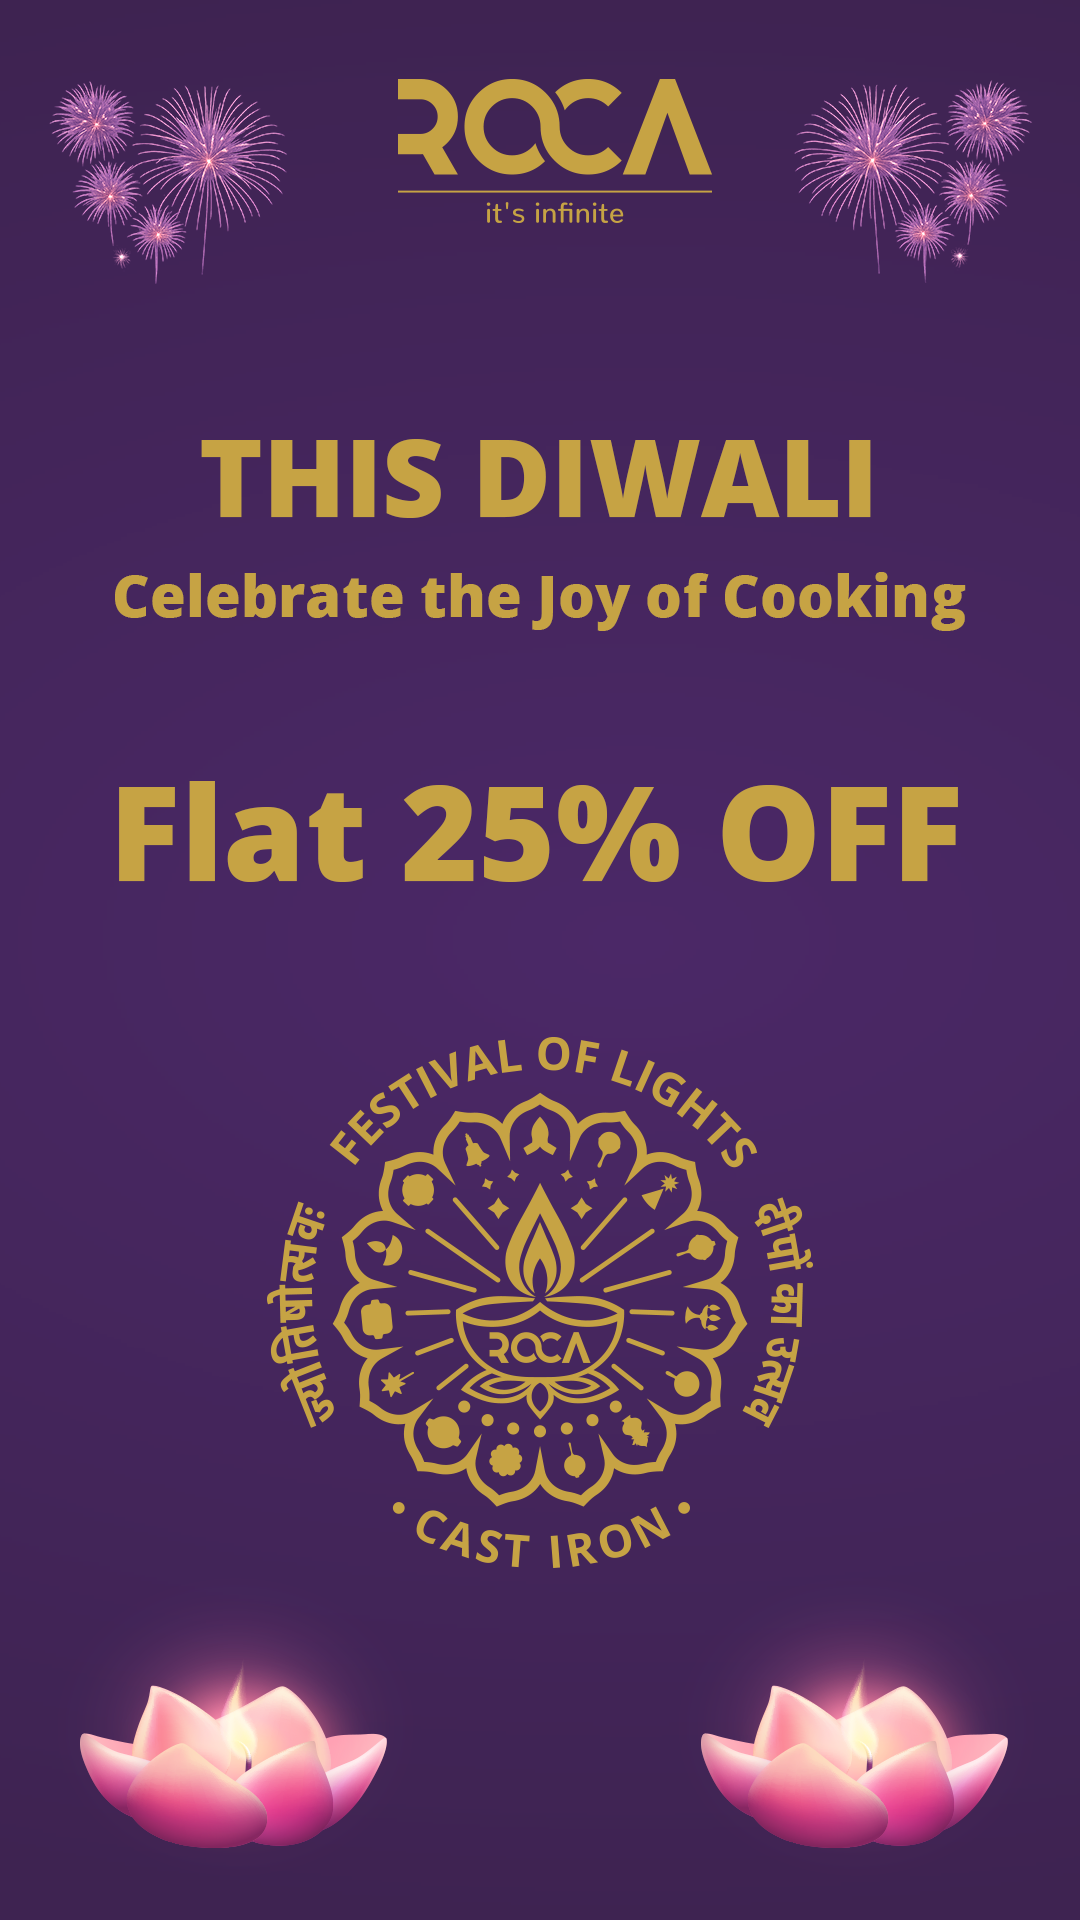 ROCA
it's infinite
THIS DIWALI
Celebrate the Joy of Cooking
Flat 25% OFF
FESTIVAL OF LIGHTS
ज्योतिषोत्सवः
दीपों का उत्सव
ROCA
• CAST IRON •